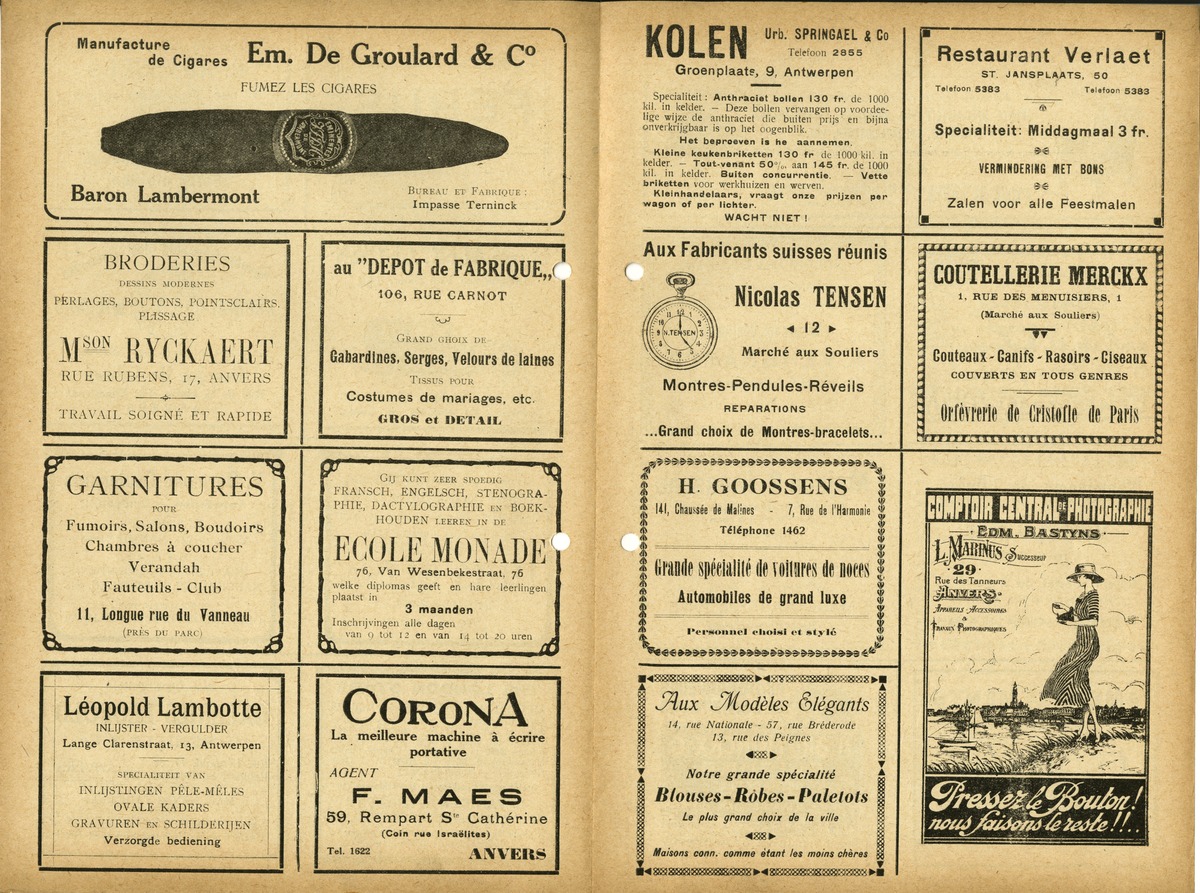 Manufacture
de Cigares
Em. De Groulard & Cº
FUMEZ LES CIGARES
Baron Lambermont
BUREAU ET FABRIQUE :
Impasse Terninck
BRODERIES
DESSINS MODERNES
PERLAGES, BOUTONS, POINTSCLAIRS,
PLISSAGE
MSON RYCKAERT
RUE RUBENS, 17, ANVERS
TRAVAIL SOIGNÉ ET RAPIDE
au "DEPOT de FABRIQUE„
106, RUE CARNOT
GRAND CHOIX DE
Gabardines, Serges, Velours de laines
TISSUS POUR
Costumes de mariages, etc.
GROS et DETAIL
GARNITURES
POUR
Fumoirs, Salons, Boudoirs
Chambres à coucher
Verandah
Fauteuils - Club
11, Longue rue du Vanneau
(PRÈS DU PARC)
GIJ KUNT ZEER SPOEDIG
FRANSCH, ENGELSCH, STENOGRA-
PHIE, DACTYLOGRAPHIE EN BOEK-
HOUDEN LEEREN IN DE
ECOLE MONADE
76, Van Wesenbekestraat, 76
welke diplomas geeft en hare leerlingen
plaatst in
3 maanden
Inschrijvingen alle dagen
van 9 tot 12 en van 14 tot 20 uren
Léopold Lambotte
INLIJSTER - VERGULDER
Lange Clarenstraat, 13, Antwerpen
SPECIALITEIT VAN
INLIJSTINGEN PÊLE-MÊLES
OVALE KADERS
GRAVUREN EN SCHILDERIJEN
Verzorgde bediening
CORONA
La meilleure machine à écrire
portative
AGENT
F. MAES
59, Rempart Ste Cathérine
(Coin rue Israëlites)
Tel. 1622
ANVERS
KOLEN
Urb. SPRINGAEL & Co
Telefoon 2855
Groenplaats, 9, Antwerpen
Specialiteit : Anthraciet bollen 130 fr. de 1000
kil. in kelder. — Deze bollen vervangen op voordee-
lige wijze de anthraciet die buiten prijs en bijna
onverkrijgbaar is op het oogenblik.
Het beproeven is he aannemen.
Kleine keukenbriketten 130 fr de 1000 kil. in
kelder. — Tout-venant 50% aan 145 fr. de 1000
kil. in kelder. Buiten concurrentie. — Vette
briketten voor werkhuizen en werven.
Kleinhandelaars, vraagt onze prijzen per
wagon of per lichter.
WACHT NIET !
Restaurant Verlaet
ST. JANSPLAATS, 50
Telefoon 5383
Telefoon 5383
Specialiteit: Middagmaal 3 fr.
VERMINDERING MET BONS
Zalen voor alle Feestmalen
Aux Fabricants suisses réunis
N.TENSEN
Nicolas TENSEN
12
Marché aux Souliers
Montres-Pendules-Réveils
REPARATIONS
...Grand choix de Montres-bracelets...
COUTELLERIE MERCKX
1, RUE DES MENUISIERS, 1
(Marché aux Souliers)
Couteaux - Canifs - Rasoirs - Ciseaux
COUVERTS EN TOUS GENRES
Orfèvrerie de Cristofle de Paris
H. GOOSSENS
141, Chaussée de Malines - 7, Rue de l'Harmonie
Téléphone 1462
Grande spécialité de voitures de noces
Automobiles de grand luxe
Personnel choisi et stylé
COMPTOIR CENTRAL DE PHOTOGRAPHIE
EDM. BASTYNS
L. MARINUS Successeur
29
Rue des Tanneurs
ANVERS
APPAREILS - ACCESSOIRES
&
TRAVAUX PHOTOGRAPHIQUES
Pressez le Bouton !
nous faisons le reste !!..
Aux Modèles Elégants
14, rue Nationale - 57, rue Bréderode
13, rue des Peignes
Notre grande spécialité
Blouses - Rôbes - Paletots
Le plus grand choix de la ville
Maisons conn. comme étant les moins chères